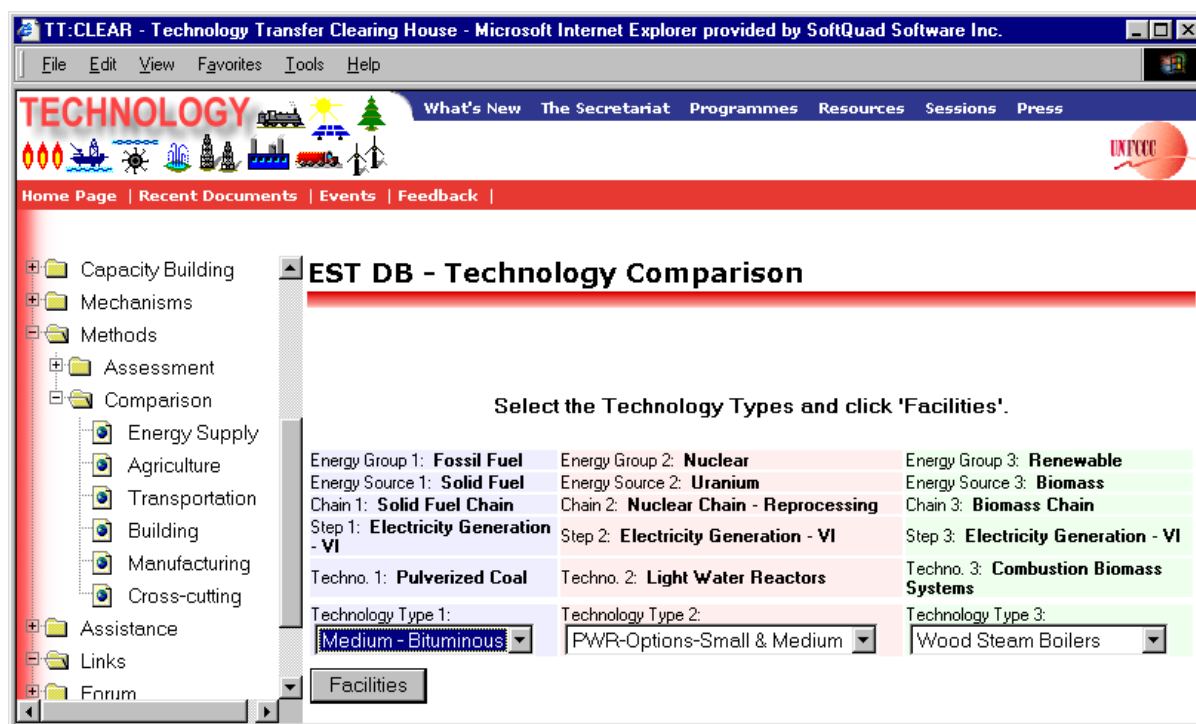 TT:CLEAR - Technology Transfer Clearing House - Microsoft Internet Explorer provided by SoftQuad Software Inc.
File Edit View Favorites Tools Help
TECHNOLOGY
What's New The Secretariat Programmes Resources Sessions Press
UNFCCC
Home Page | Recent Documents | Events | Feedback |
Capacity Building
Mechanisms
Methods
Assessment
Comparison
Energy Supply
Agriculture
Transportation
Building
Manufacturing
Cross-cutting
Assistance
Links
Forum
EST DB - Technology Comparison
Select the Technology Types and click 'Facilities'.
Energy Group 1: Fossil Fuel Energy Group 2: Nuclear Energy Group 3: Renewable
Energy Source 1: Solid Fuel Energy Source 2: Uranium Energy Source 3: Biomass
Chain 1: Solid Fuel Chain Chain 2: Nuclear Chain - Reprocessing Chain 3: Biomass Chain
Step 1: Electricity Generation
- VI
Step 2: Electricity Generation - VI Step 3: Electricity Generation - VI
Techno. 1: Pulverized Coal Techno. 2: Light Water Reactors Techno. 3: Combustion Biomass
Systems
Technology Type 1: Technology Type 2: Technology Type 3:
Medium - Bituminous PWR-Options-Small & Medium Wood Steam Boilers
Facilities